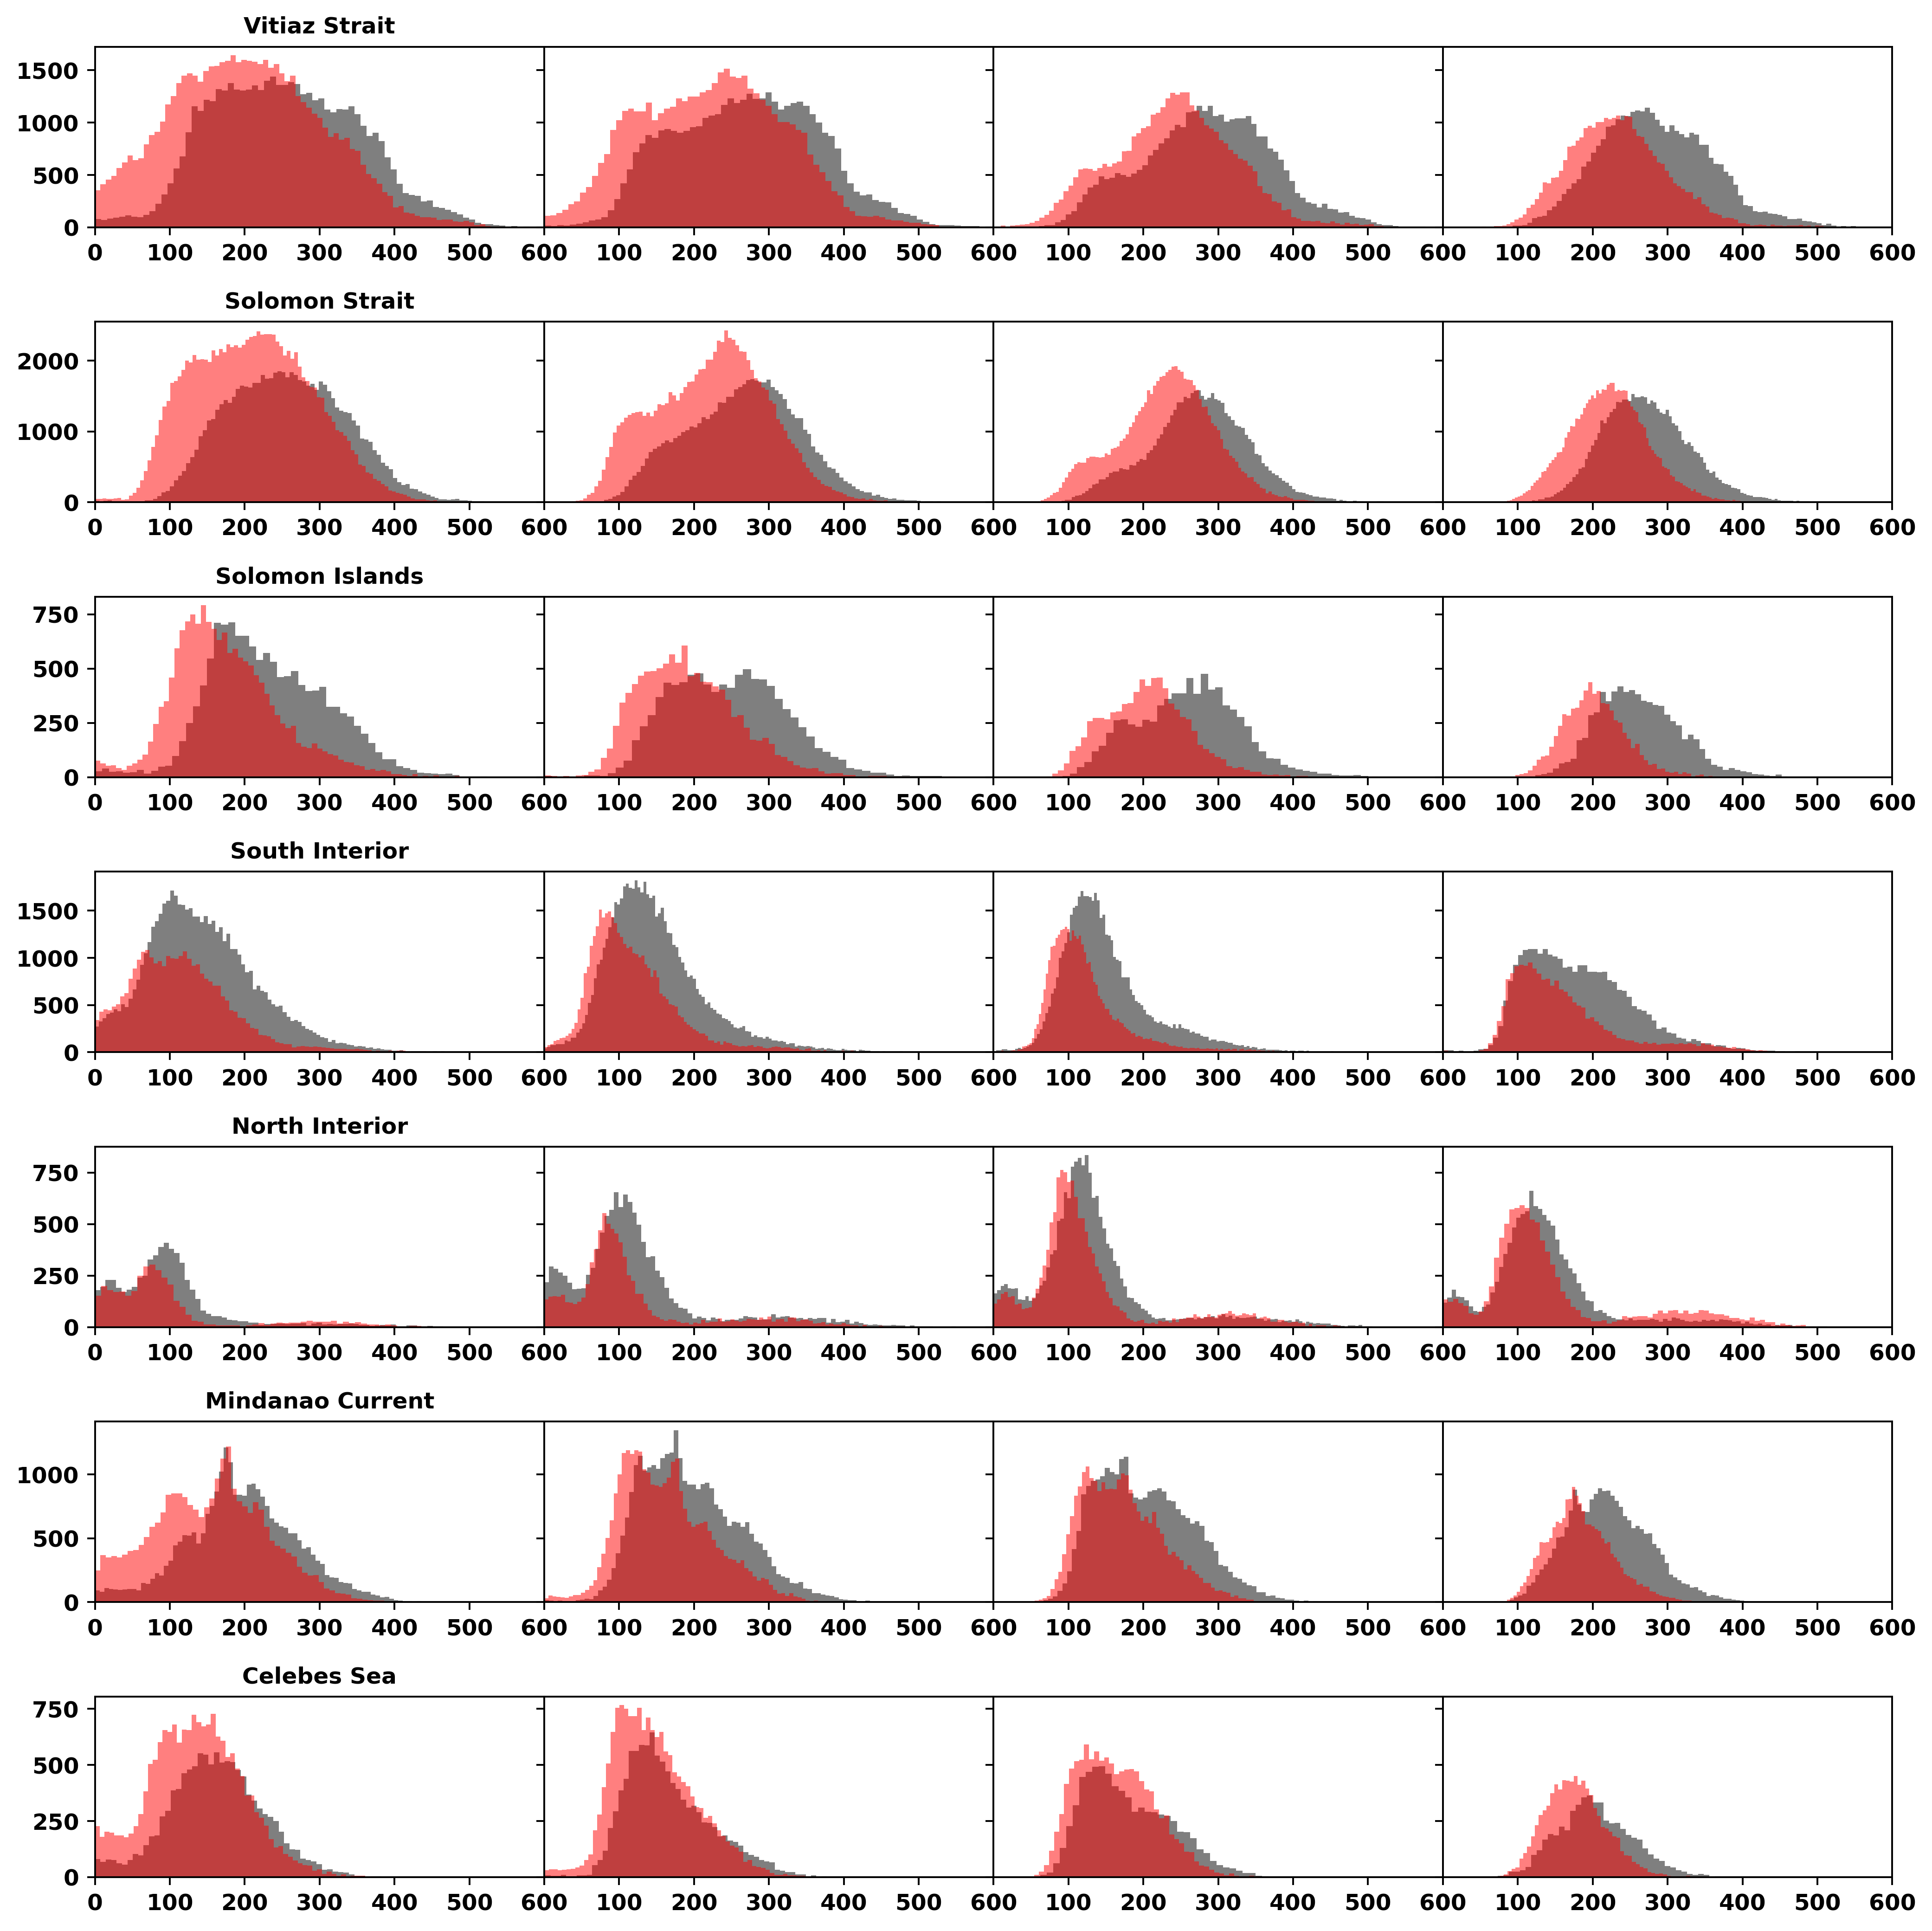 Vitiaz Strait
1500
1000
500
0
0 100 200 300 400 500 600 100 200 300 400 500 600 100 200 300 400 500 600 100 200 300 400 500 600
Solomon Strait
2000
1000
0
0 100 200 300 400 500 600 100 200 300 400 500 600 100 200 300 400 500 600 100 200 300 400 500 600
Solomon Islands
750
500
250
0
0 100 200 300 400 500 600 100 200 300 400 500 600 100 200 300 400 500 600 100 200 300 400 500 600
South Interior
1500
1000
500
0
0 100 200 300 400 500 600 100 200 300 400 500 600 100 200 300 400 500 600 100 200 300 400 500 600
North Interior
750
500
250
0
0 100 200 300 400 500 600 100 200 300 400 500 600 100 200 300 400 500 600 100 200 300 400 500 600
Mindanao Current
1000
500
0
0 100 200 300 400 500 600 100 200 300 400 500 600 100 200 300 400 500 600 100 200 300 400 500 600
Celebes Sea
750
500
250
0
0 100 200 300 400 500 600 100 200 300 400 500 600 100 200 300 400 500 600 100 200 300 400 500 600